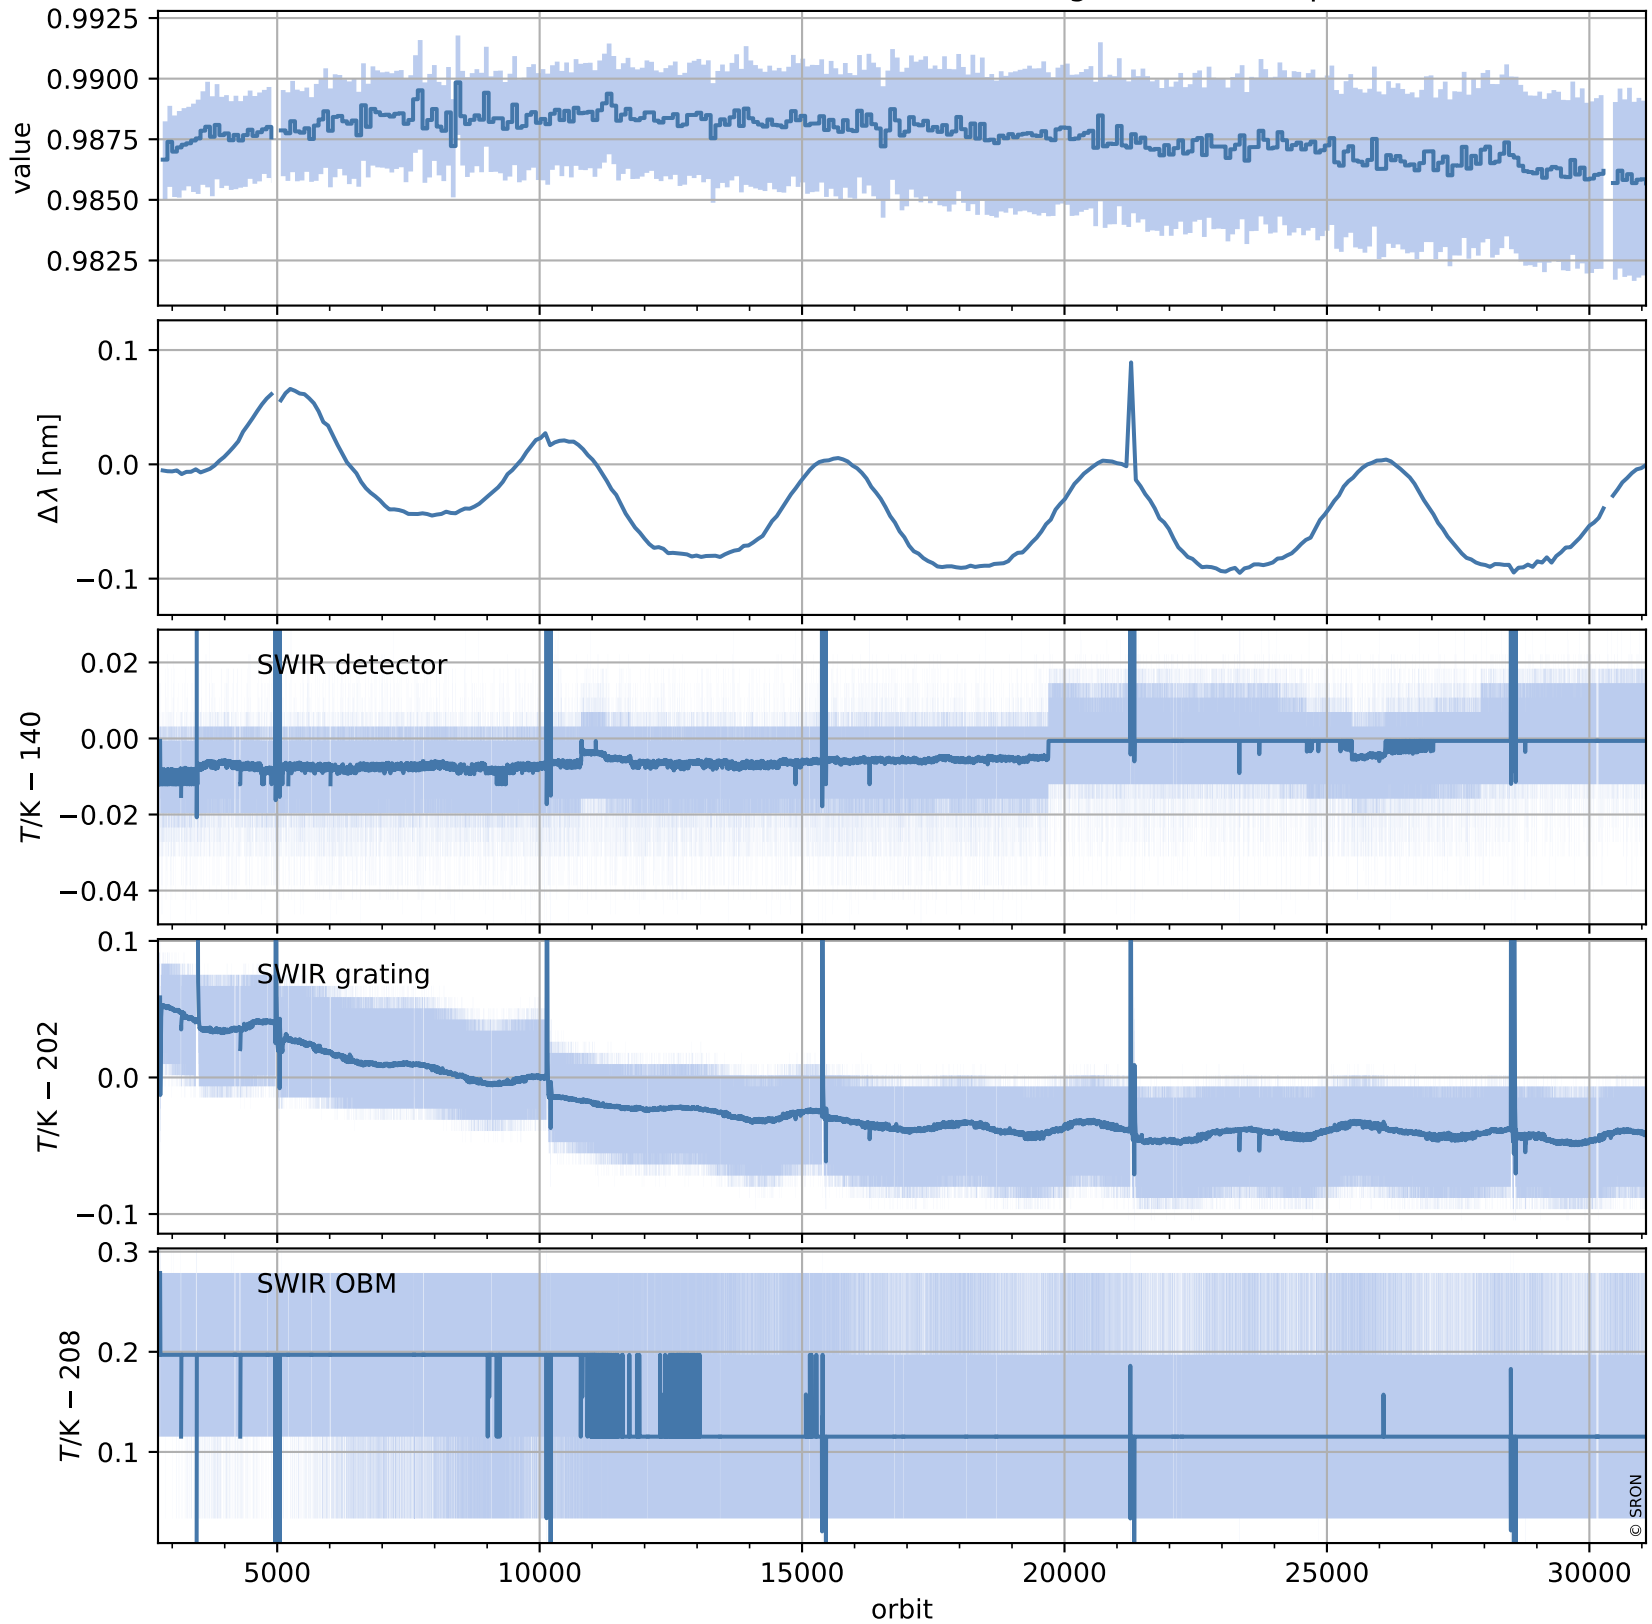 0.9925
0.9900
0.9875
0.9850
0.9825
value
0.1
0.0
−0.1
Δ λ [nm]
SWIR detector
0.02
0.00
−0.02
−0.04
T/K − 140
0.1
SWIR grating
0.0
−0.1
T/K − 202
0.3
SWIR OBM
0.2
0.1
T/K − 208
© SRON
5000 10000 15000 20000 25000 30000
orbit